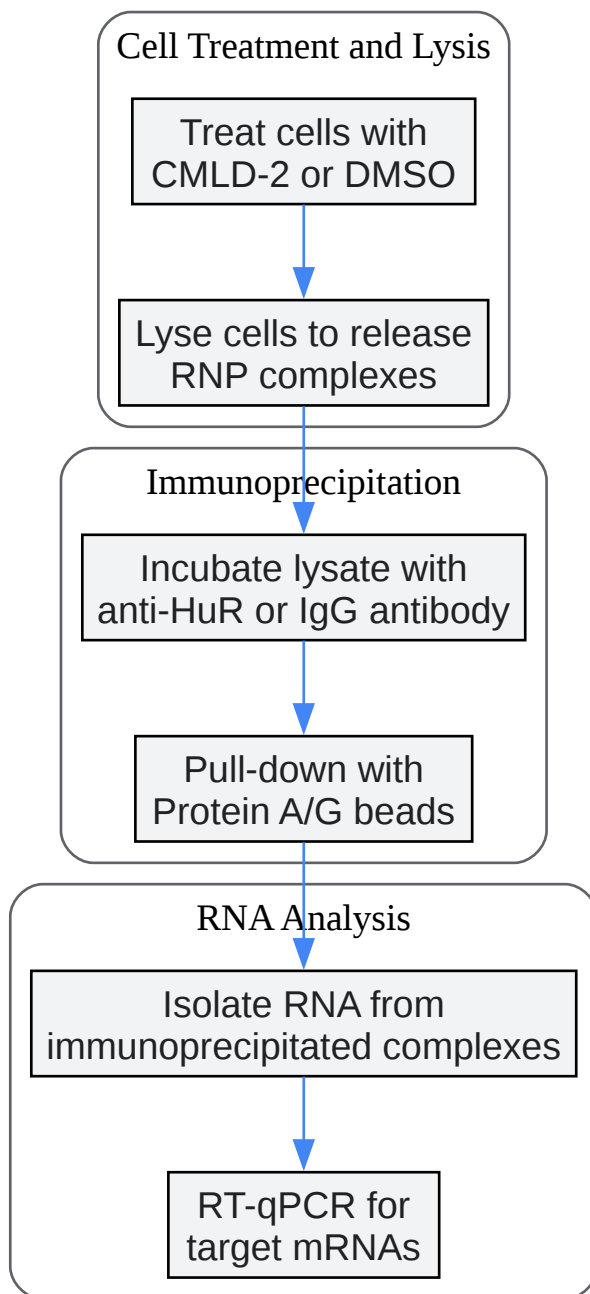 Cell Treatment and Lysis
Treat cells with
CMLD-2 or DMSO
Lyse cells to release
RNP complexes
Immunoprecipitation
Incubate lysate with
anti-HuR or IgG antibody
Pull-down with
Protein A/G beads
RNA Analysis
Isolate RNA from
immunoprecipitated complexes
RT-qPCR for
target mRNAs